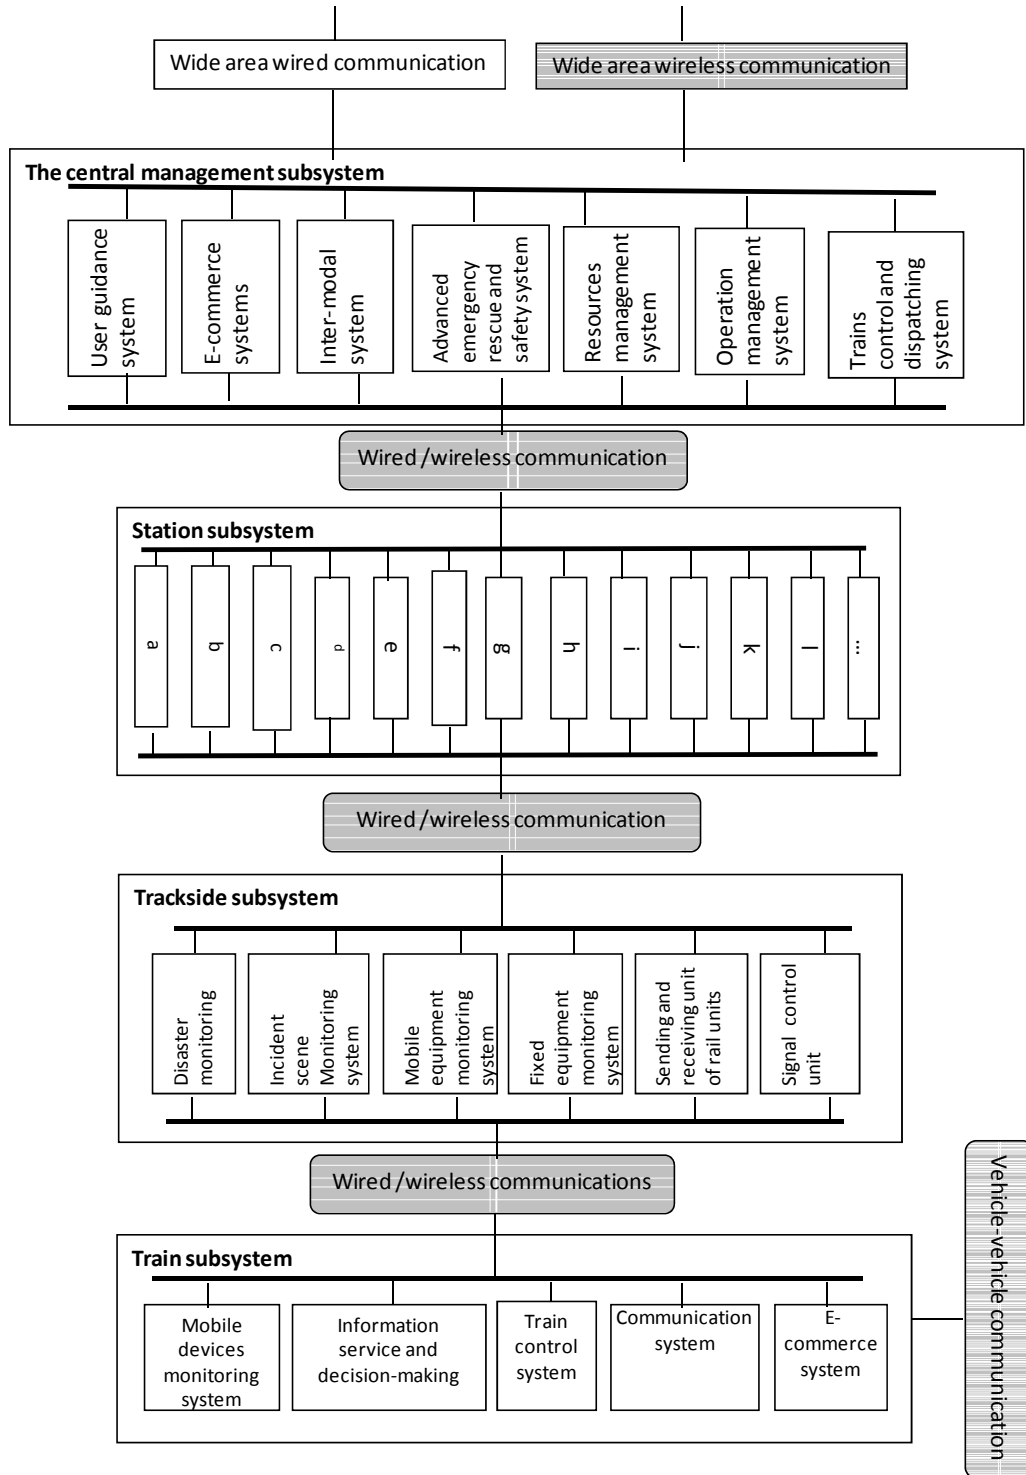 Wide area wired communication
Wide area wireless communication
The central management subsystem
User guidance
system
E-commerce
systems
Inter-modal
system
Advanced
emergency
rescue and
safety system
Resources
management
system
Operation
management
system
Trains
control and
dispatching
system
Wired /wireless communication
Station subsystem
a
b
c
d
e
f
g
h
i
j
k
l
...
Wired /wireless communication
Trackside subsystem
Disaster
monitoring
Incident
scene
Monitoring
system
Mobile
equipment
monitoring
system
Fixed
equipment
monitoring
system
Sending and
receiving unit
of rail units
Signal control
unit
Wired /wireless communications
Vehicle-vehicle communication
Train subsystem
Mobile
devices
monitoring
system
Information
service and
decision-making
Train
control
system
Communication
system
E-
commerce
system